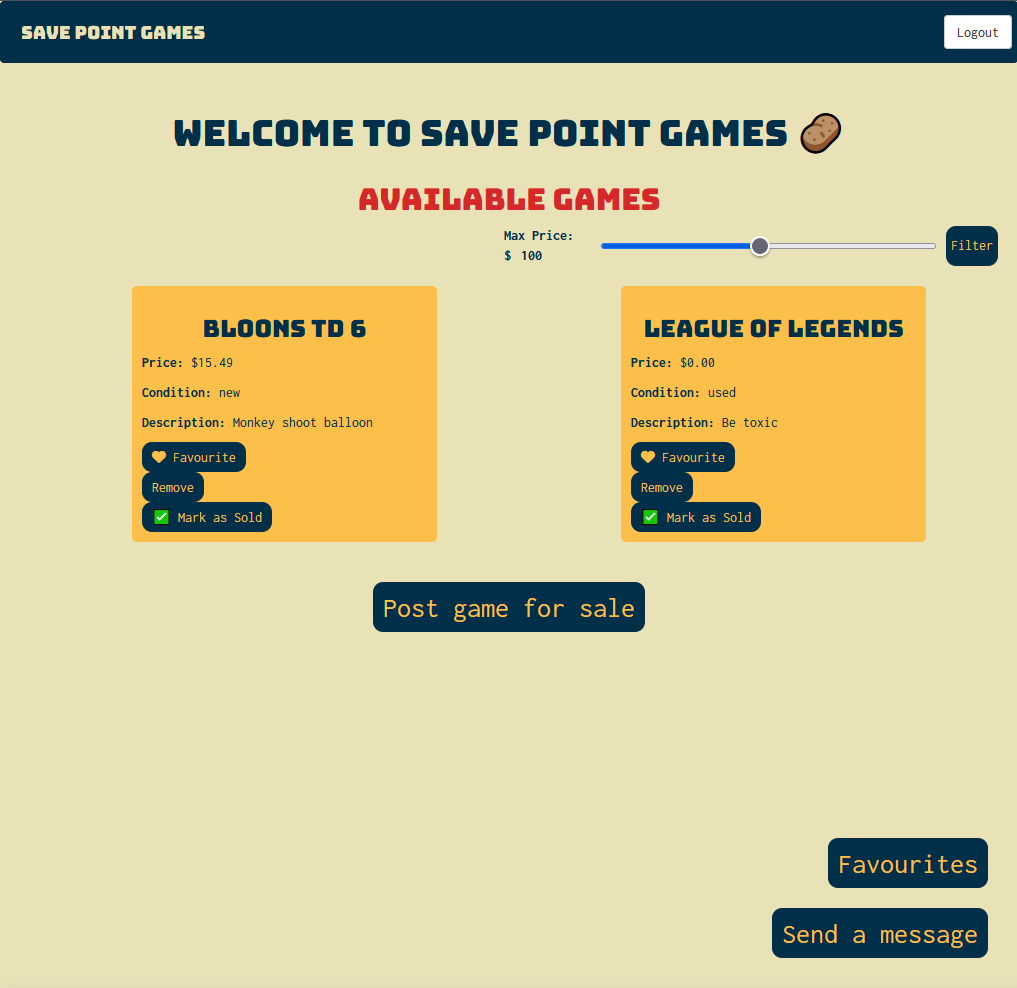 SAVE POINT GAMES
Logout
WELCOME TO SAVE POINT GAMES
AVAILABLE GAMES
Max Price:
$ 100
Filter
BLOONS TD 6
Price: $15.49
Condition: new
Description: Monkey shoot balloon
Favourite
Remove
Mark as Sold
LEAGUE OF LEGENDS
Price: $0.00
Condition: used
Description: Be toxic
Favourite
Remove
Mark as Sold
Post game for sale
Favourites
Send a message